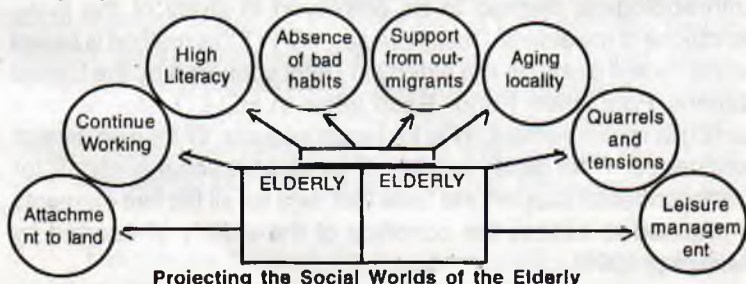 Attachme
nt to land
Continue
Working
High
Literacy
Absence
of bad
habits
Support
from out-
migrants
Aging
locality
Quarrels
and
tensions
Leisure
managem
ent
ELDERLY
ELDERLY
Projecting the Social Worlds of the Elderly